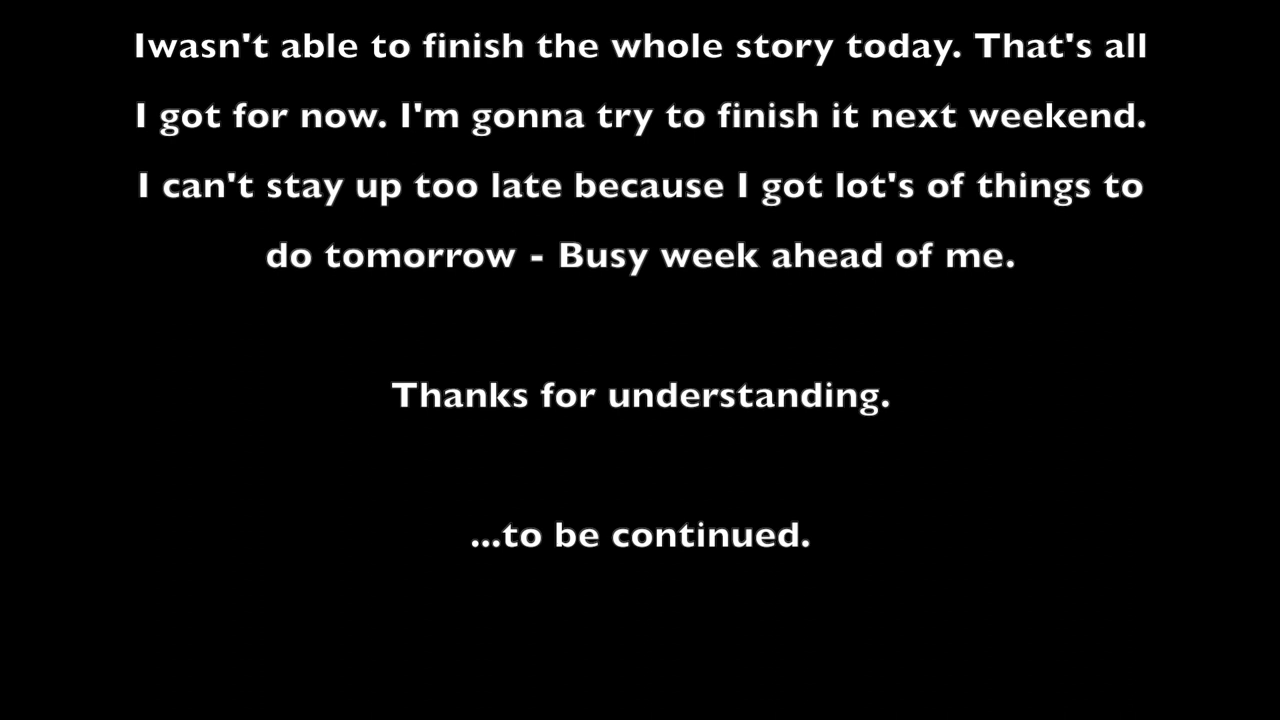 Iwasn't able to finish the whole story today. That's all
I got for now. I'm gonna try to finish it next weekend.
I can't stay up too late because I got lot's of things to
do tomorrow - Busy week ahead of me.
Thanks for understanding.
...to be continued.